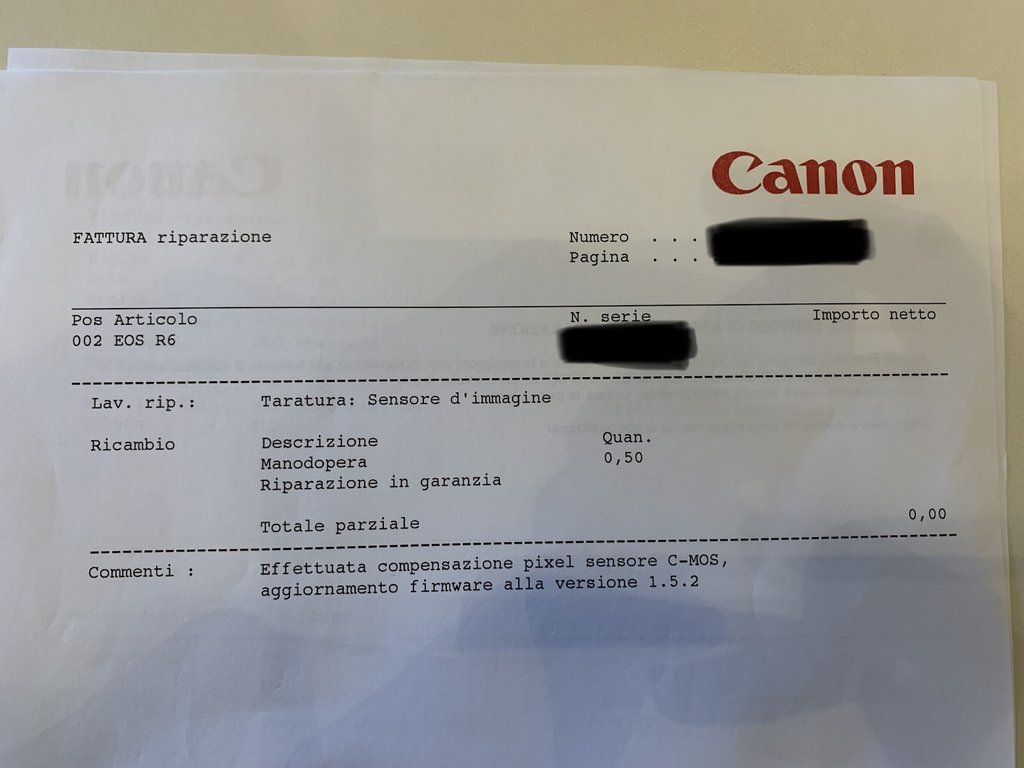 Canon
FATTURA riparazione
Numero . . .
Pagina . . .
Pos Articolo N. serie Importo netto
002 EOS R6
Lav. rip.: Taratura: Sensore d'immagine
Ricambio Descrizione Quan.
Manodopera 0,50
Riparazione in garanzia
Totale parziale 0,00
Commenti : Effettuata compensazione pixel sensore C-MOS,
aggiornamento firmware alla versione 1.5.2